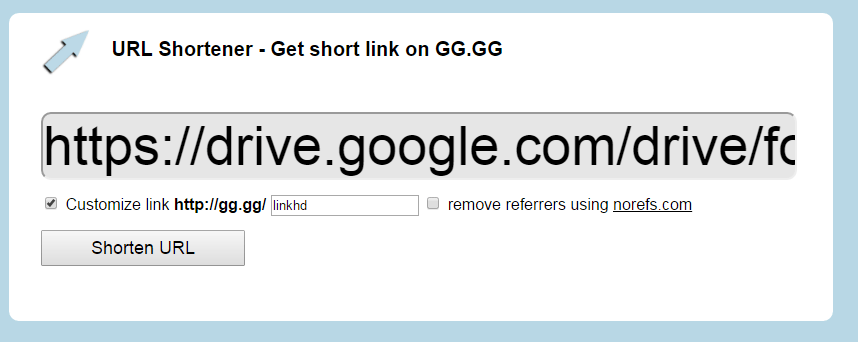 URL Shortener - Get short link on GG.GG
https://drive.google.com/drive/fo
Customize link http://gg.gg/ linkhd remove referrers using norefs.com
Shorten URL